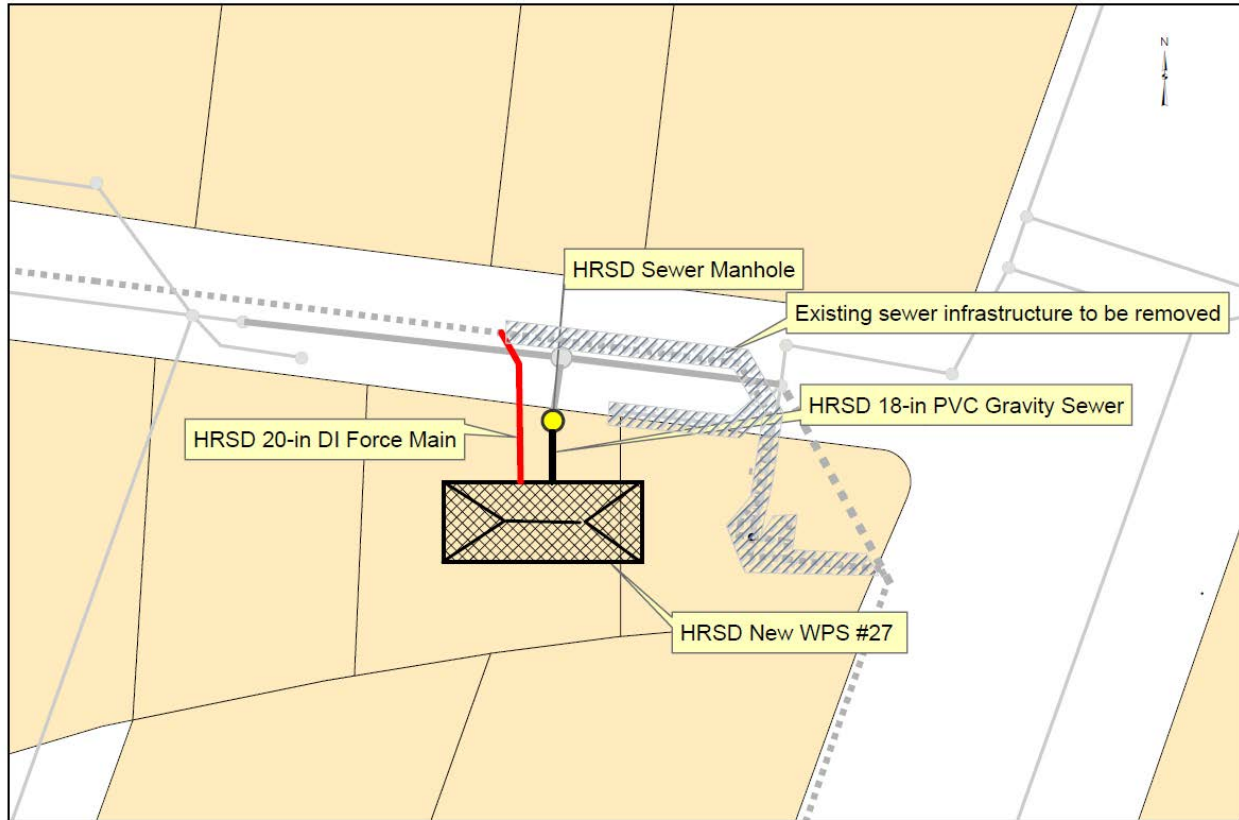 N
HRSD Sewer Manhole
Existing sewer infrastructure to be removed
HRSD 18-in PVC Gravity Sewer
HRSD 20-in DI Force Main
HRSD New WPS #27